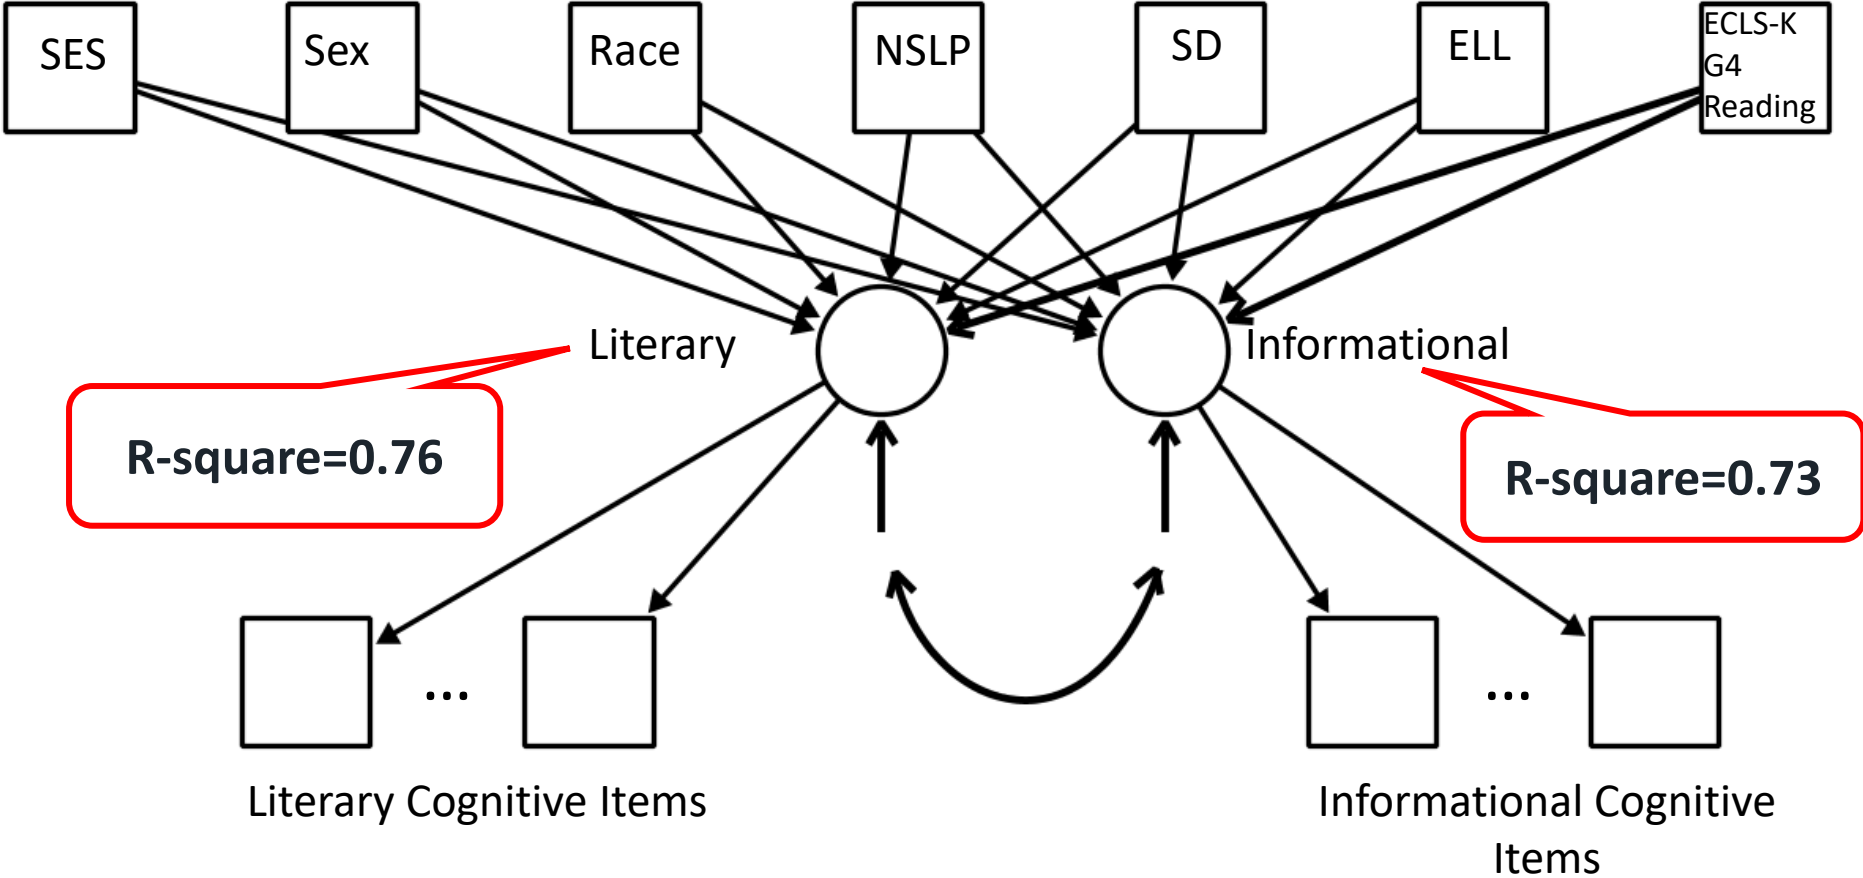 SES
Sex
Race
NSLP
SD
ELL
ECLS-K
G4
Reading
Literary
Informational
R-square=0.76
R-square=0.73
...
...
Literary Cognitive Items
Informational Cognitive
Items